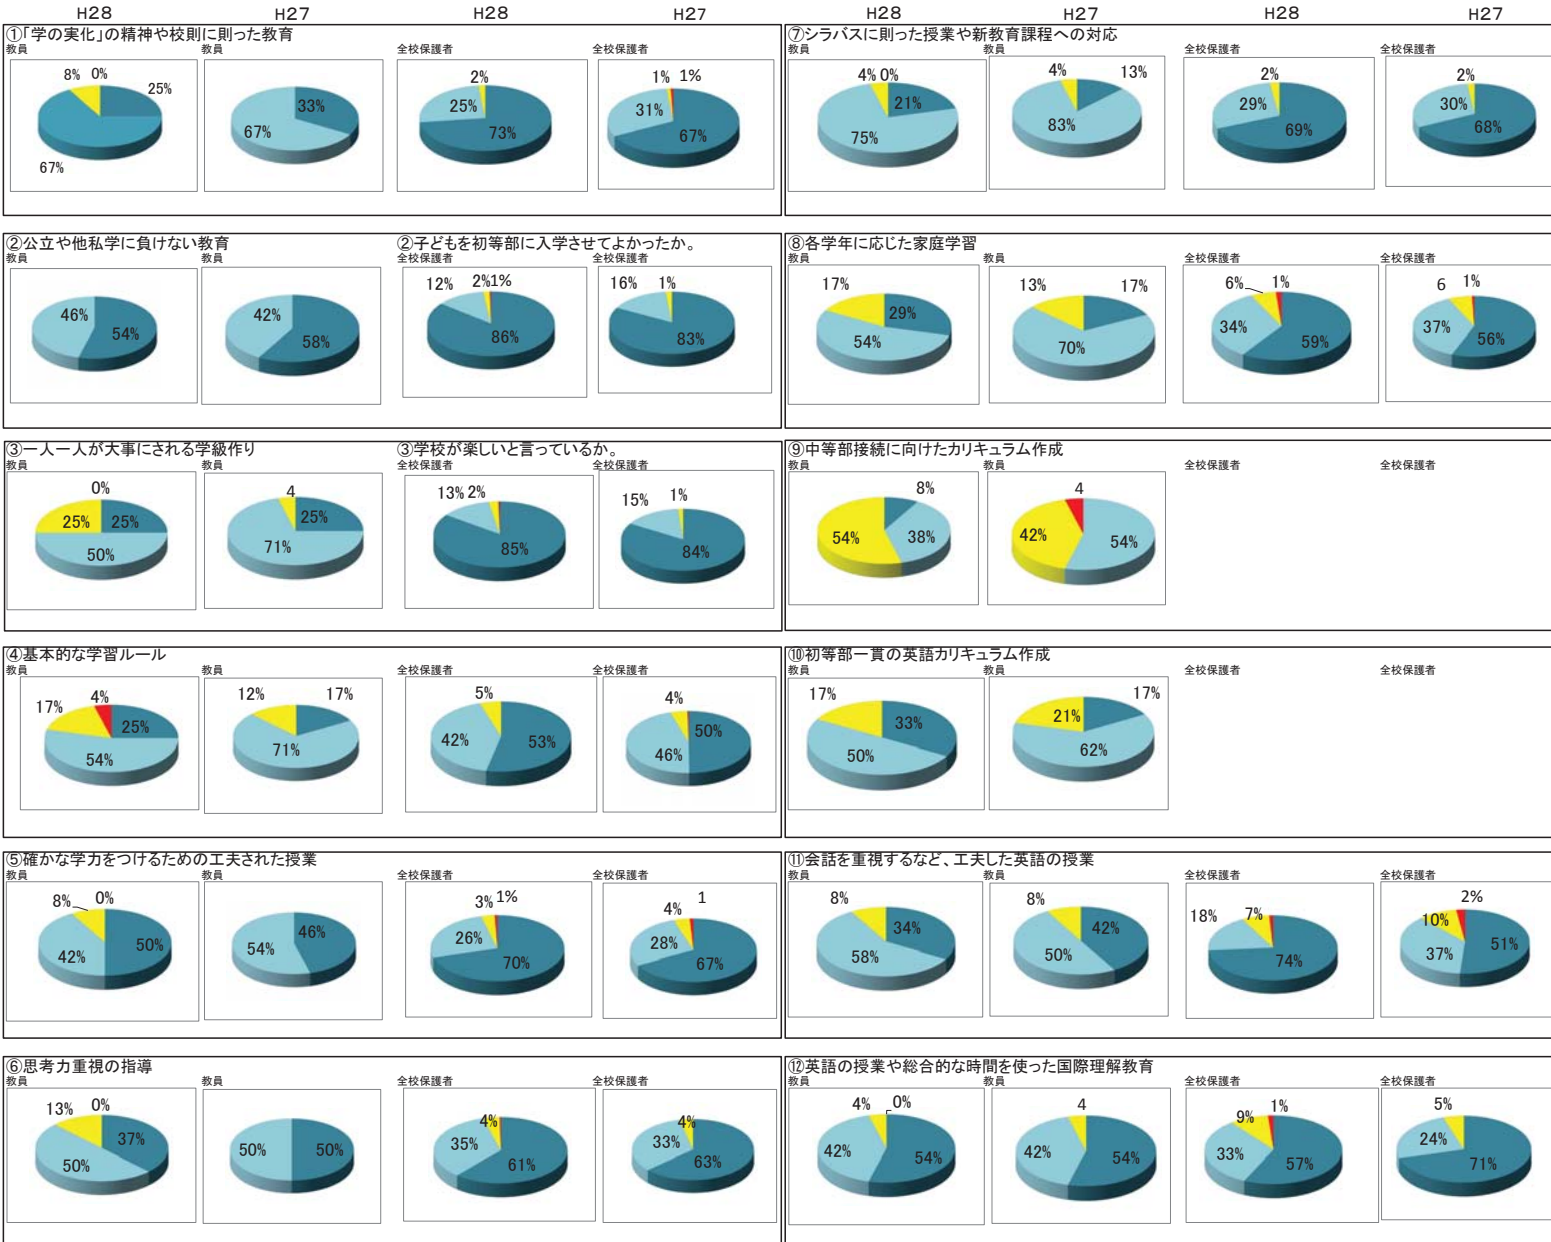 H28 H27 H28 H27 H28 H27 H28 H27
①「学の実化」の精神や校則に則った教育
教員 教員 全校保護者 全校保護者
8% 0% 25% 67%
33% 67%
2% 25% 73%
1% 1% 31% 67%
⑦シラバスに則った授業や新教育課程への対応
教員 教員 全校保護者 全校保護者
4% 0% 21% 75%
4% 13% 83%
2% 29% 69%
2% 30% 68%
②公立や他私学に負けない教育 ②子どもを初等部に入学させてよかったか。
教員 教員 全校保護者 全校保護者
46% 54%
42% 58%
12% 2% 1% 86%
16% 1% 83%
⑧各学年に応じた家庭学習
教員 教員 全校保護者 全校保護者
17% 29% 54%
13% 17% 70%
6% 1% 34% 59%
6 1% 37% 56%
③一人一人が大事にされる学級作り ③学校が楽しいと言っているか。
教員 教員 全校保護者 全校保護者
0% 25% 25% 50%
4 25% 71%
13% 2% 85%
15% 1% 84%
⑨中等部接続に向けたカリキュラム作成
教員 教員 全校保護者 全校保護者
8% 54% 38%
4 42% 54%
④基本的な学習ルール
教員 教員 全校保護者 全校保護者
17% 4% 25% 54%
12% 17% 71%
5% 42% 53%
4% 50% 46%
⑩初等部一貫の英語カリキュラム作成
教員 教員 全校保護者 全校保護者
17% 33% 50%
17% 21% 62%
⑤確かな学力をつけるための工夫された授業
教員 教員 全校保護者 全校保護者
8% 0% 50% 42%
46% 54%
3% 1% 26% 70%
4% 1 28% 67%
⑪会話を重視するなど、工夫した英語の授業
教員 教員 全校保護者 全校保護者
8% 34% 58%
8% 42% 50%
18% 7% 74%
2% 10% 37% 51%
⑥思考力重視の指導
教員 教員 全校保護者 全校保護者
13% 0% 37% 50%
50% 50%
4% 35% 61%
4% 33% 63%
⑫英語の授業や総合的な時間を使った国際理解教育
教員 教員 全校保護者 全校保護者
4% 0% 42% 54%
4 42% 54%
9% 1% 33% 57%
5% 24% 71%